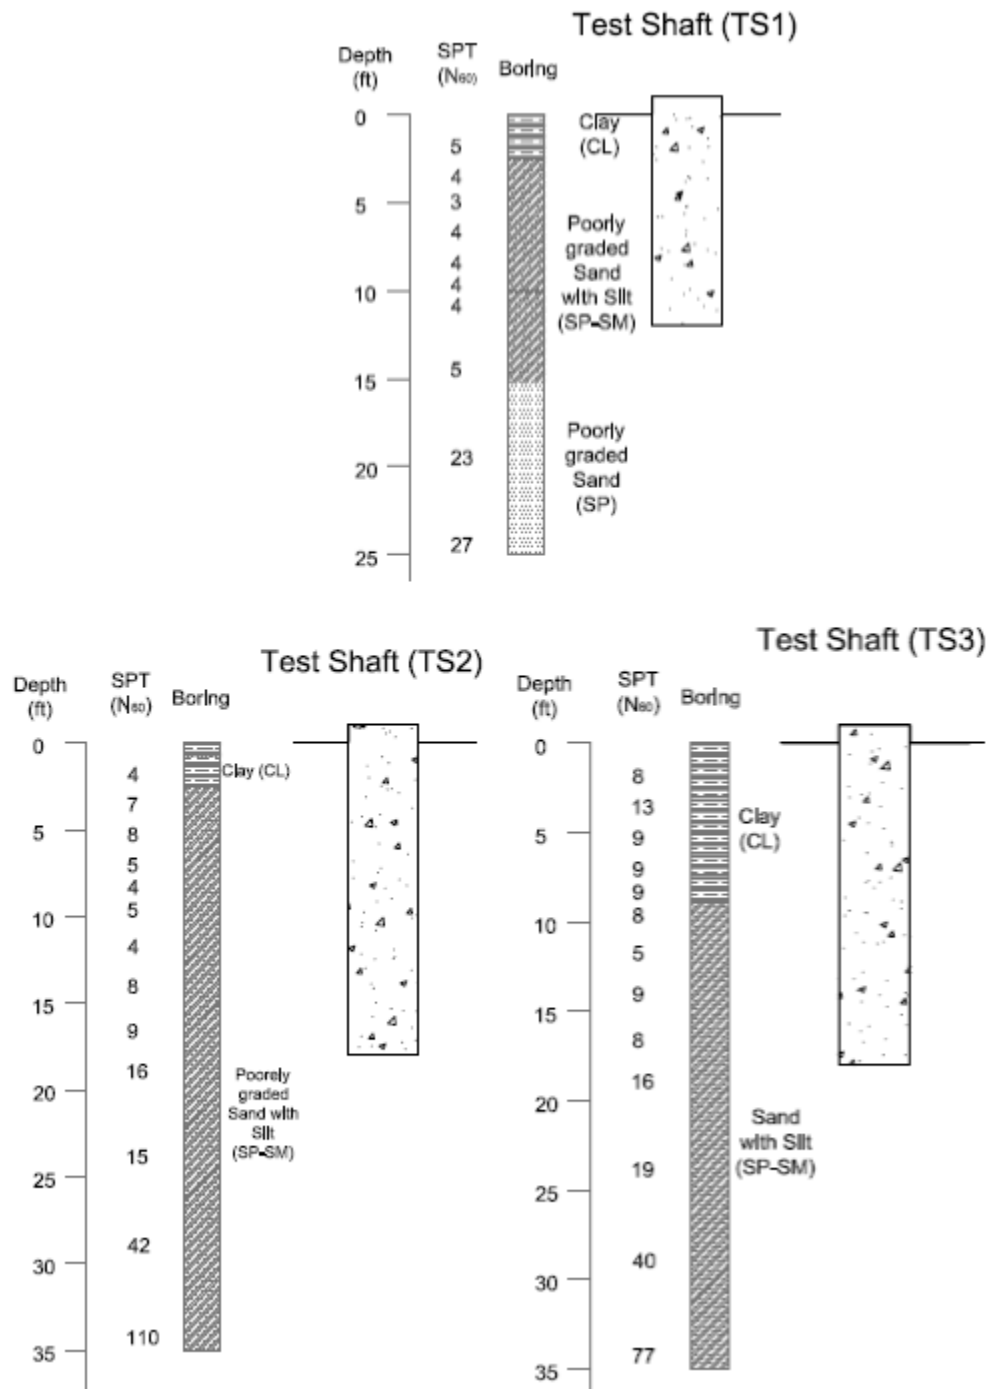 Test Shaft (TS1)
Depth
(ft)
SPT
(N60)
Boring
0
5
10
15
20
25
5
4
3
4
4
4
4
5
23
27
Clay
(CL)
Poorly
graded
Sand
with Silt
(SP-SM)
Poorly
graded
Sand
(SP)
Test Shaft (TS2)
Depth
(ft)
SPT
(N60)
Boring
0
5
10
15
20
25
30
35
4
7
8
5
4
5
4
8
9
16
15
42
110
Clay (CL)
Poorely
graded
Sand with
Silt
(SP-SM)
Test Shaft (TS3)
Depth
(ft)
SPT
(N60)
Boring
0
5
10
15
20
25
30
35
8
13
9
9
9
8
5
9
8
16
19
40
77
Clay
(CL)
Sand
with Silt
(SP-SM)